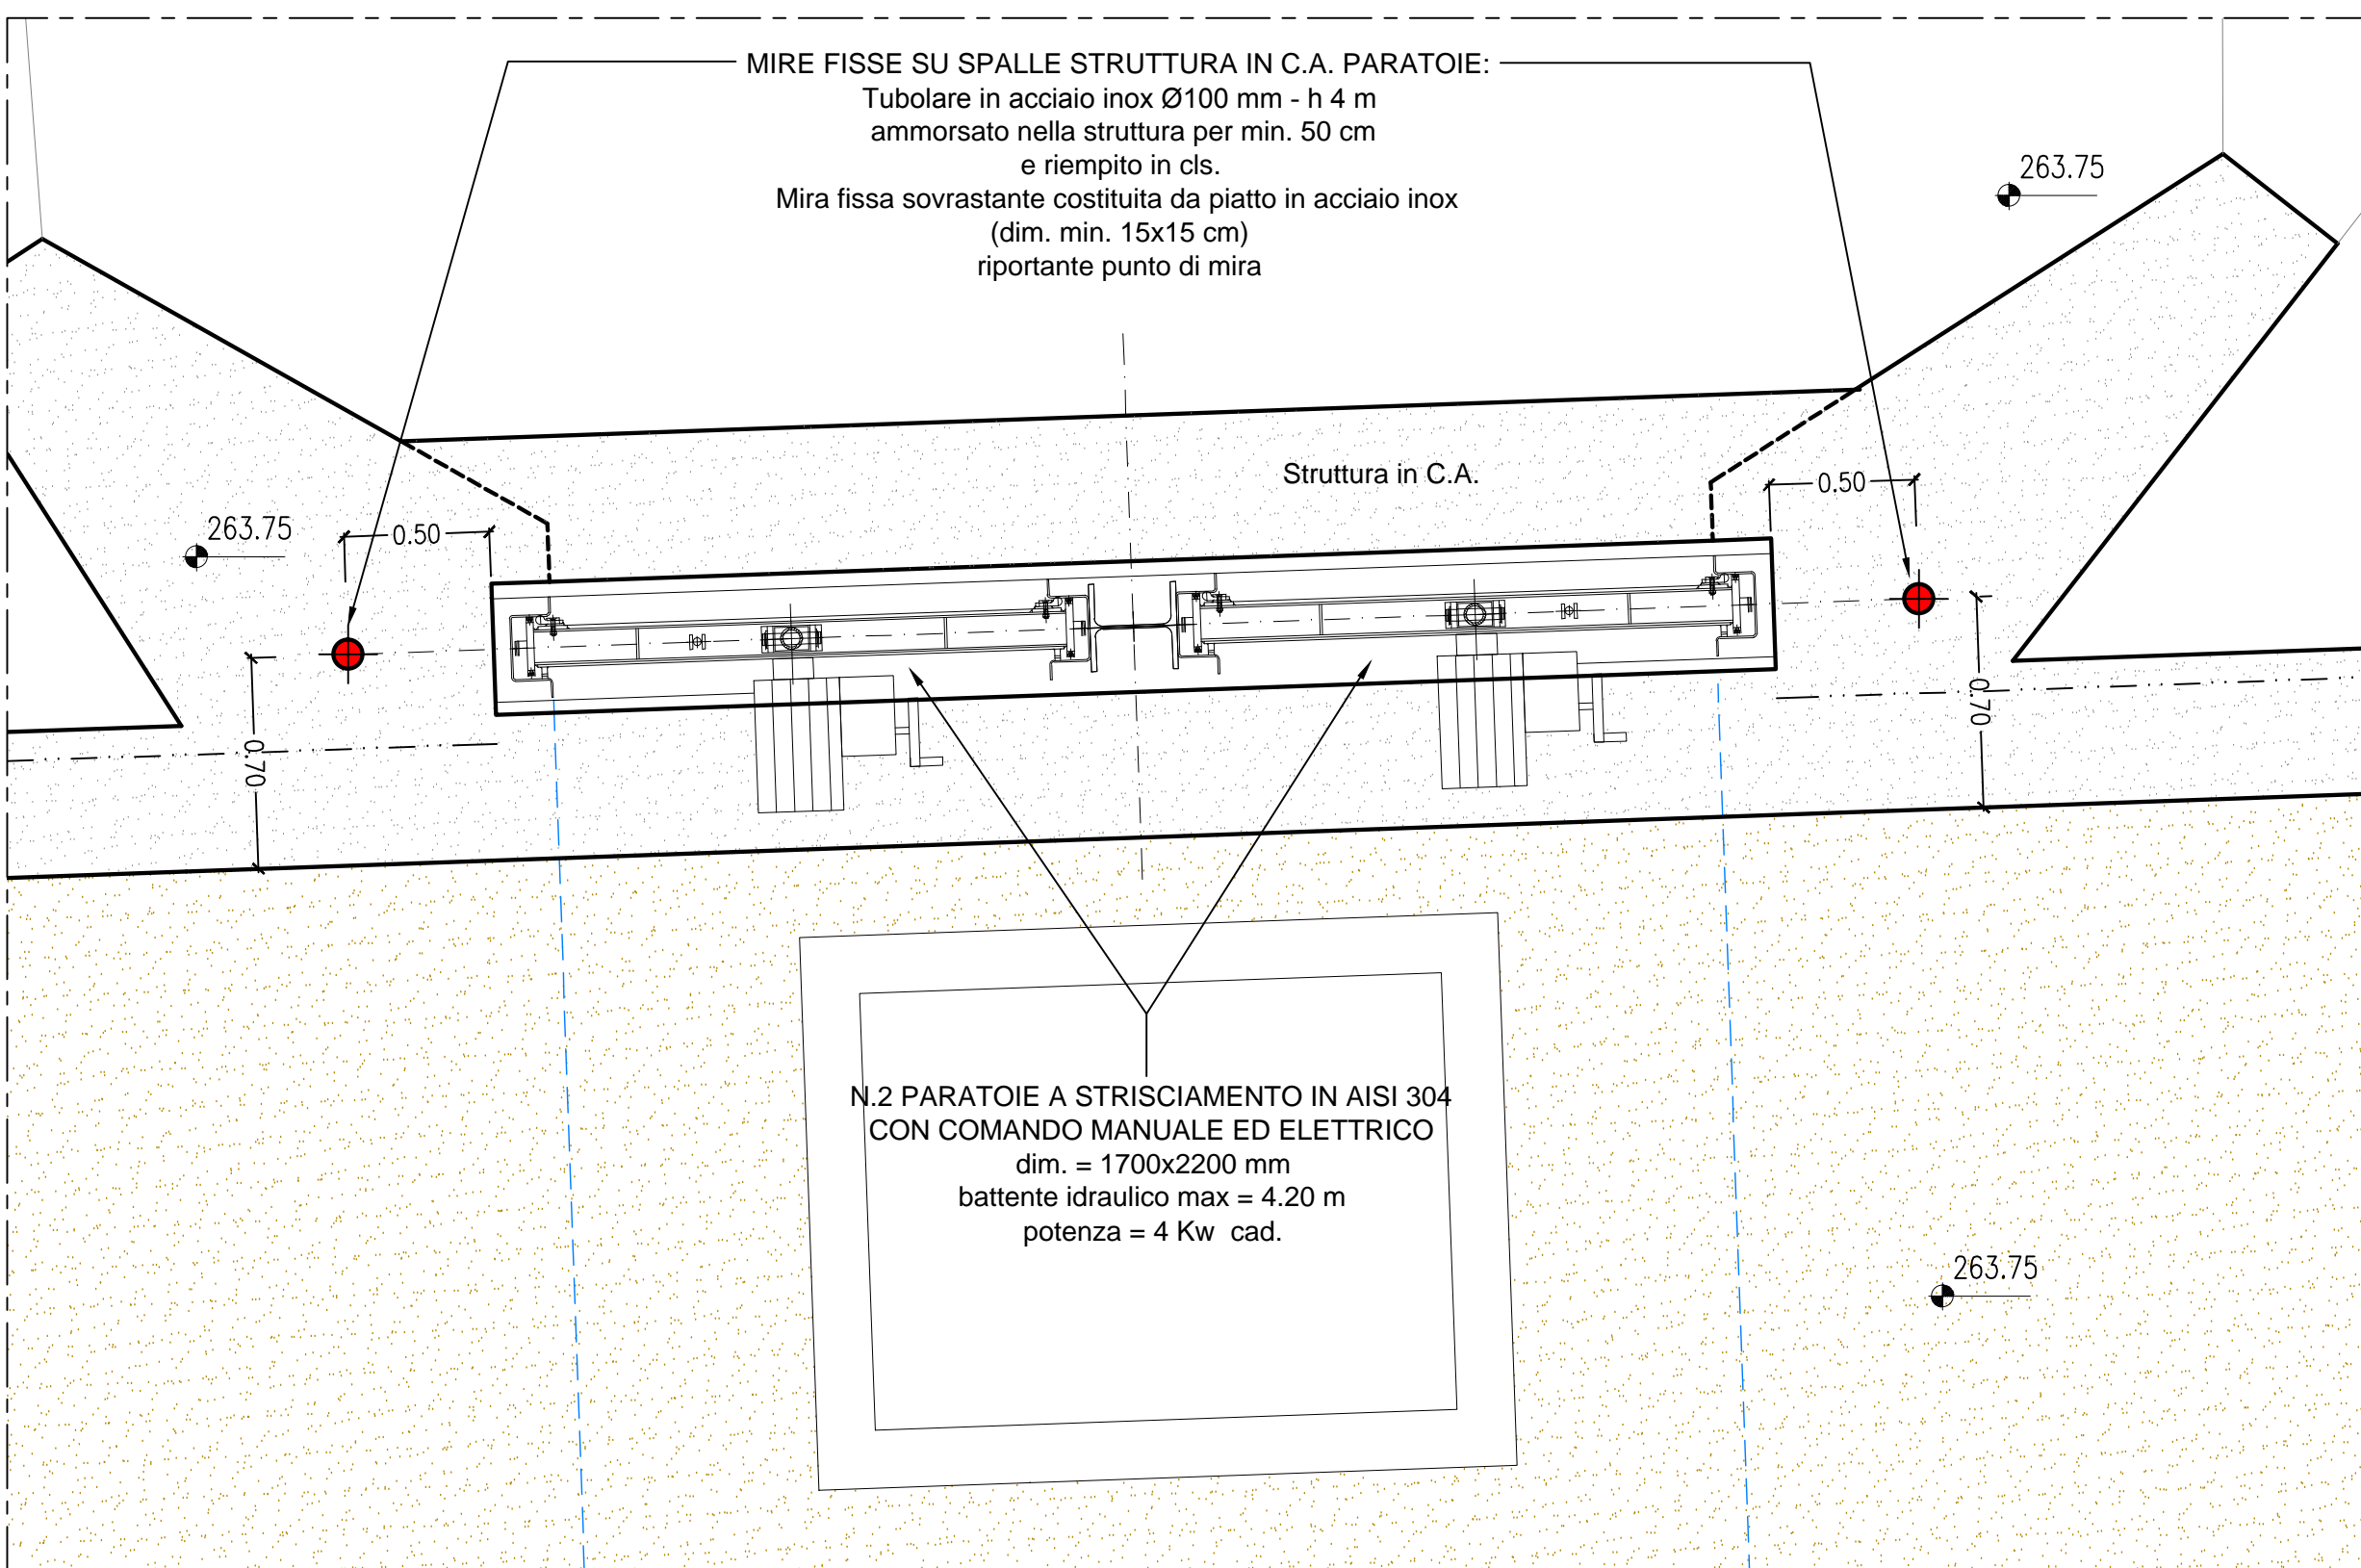 MIRE FISSE SU SPALLE STRUTTURA IN C.A. PARATOIE:
Tubolare in acciaio inox Ø100 mm - h 4 m
ammorsato nella struttura per min. 50 cm
e riempito in cls.
Mira fissa sovrastante costituita da piatto in acciaio inox
(dim. min. 15x15 cm)
riportante punto di mira
263.75
Struttura in C.A.
0.50
263.75
0.50
0.70
0.70
N.2 PARATOIE A STRISCIAMENTO IN AISI 304
CON COMANDO MANUALE ED ELETTRICO
dim. = 1700x2200 mm
battente idraulico max = 4.20 m
potenza = 4 Kw  cad.
263.75